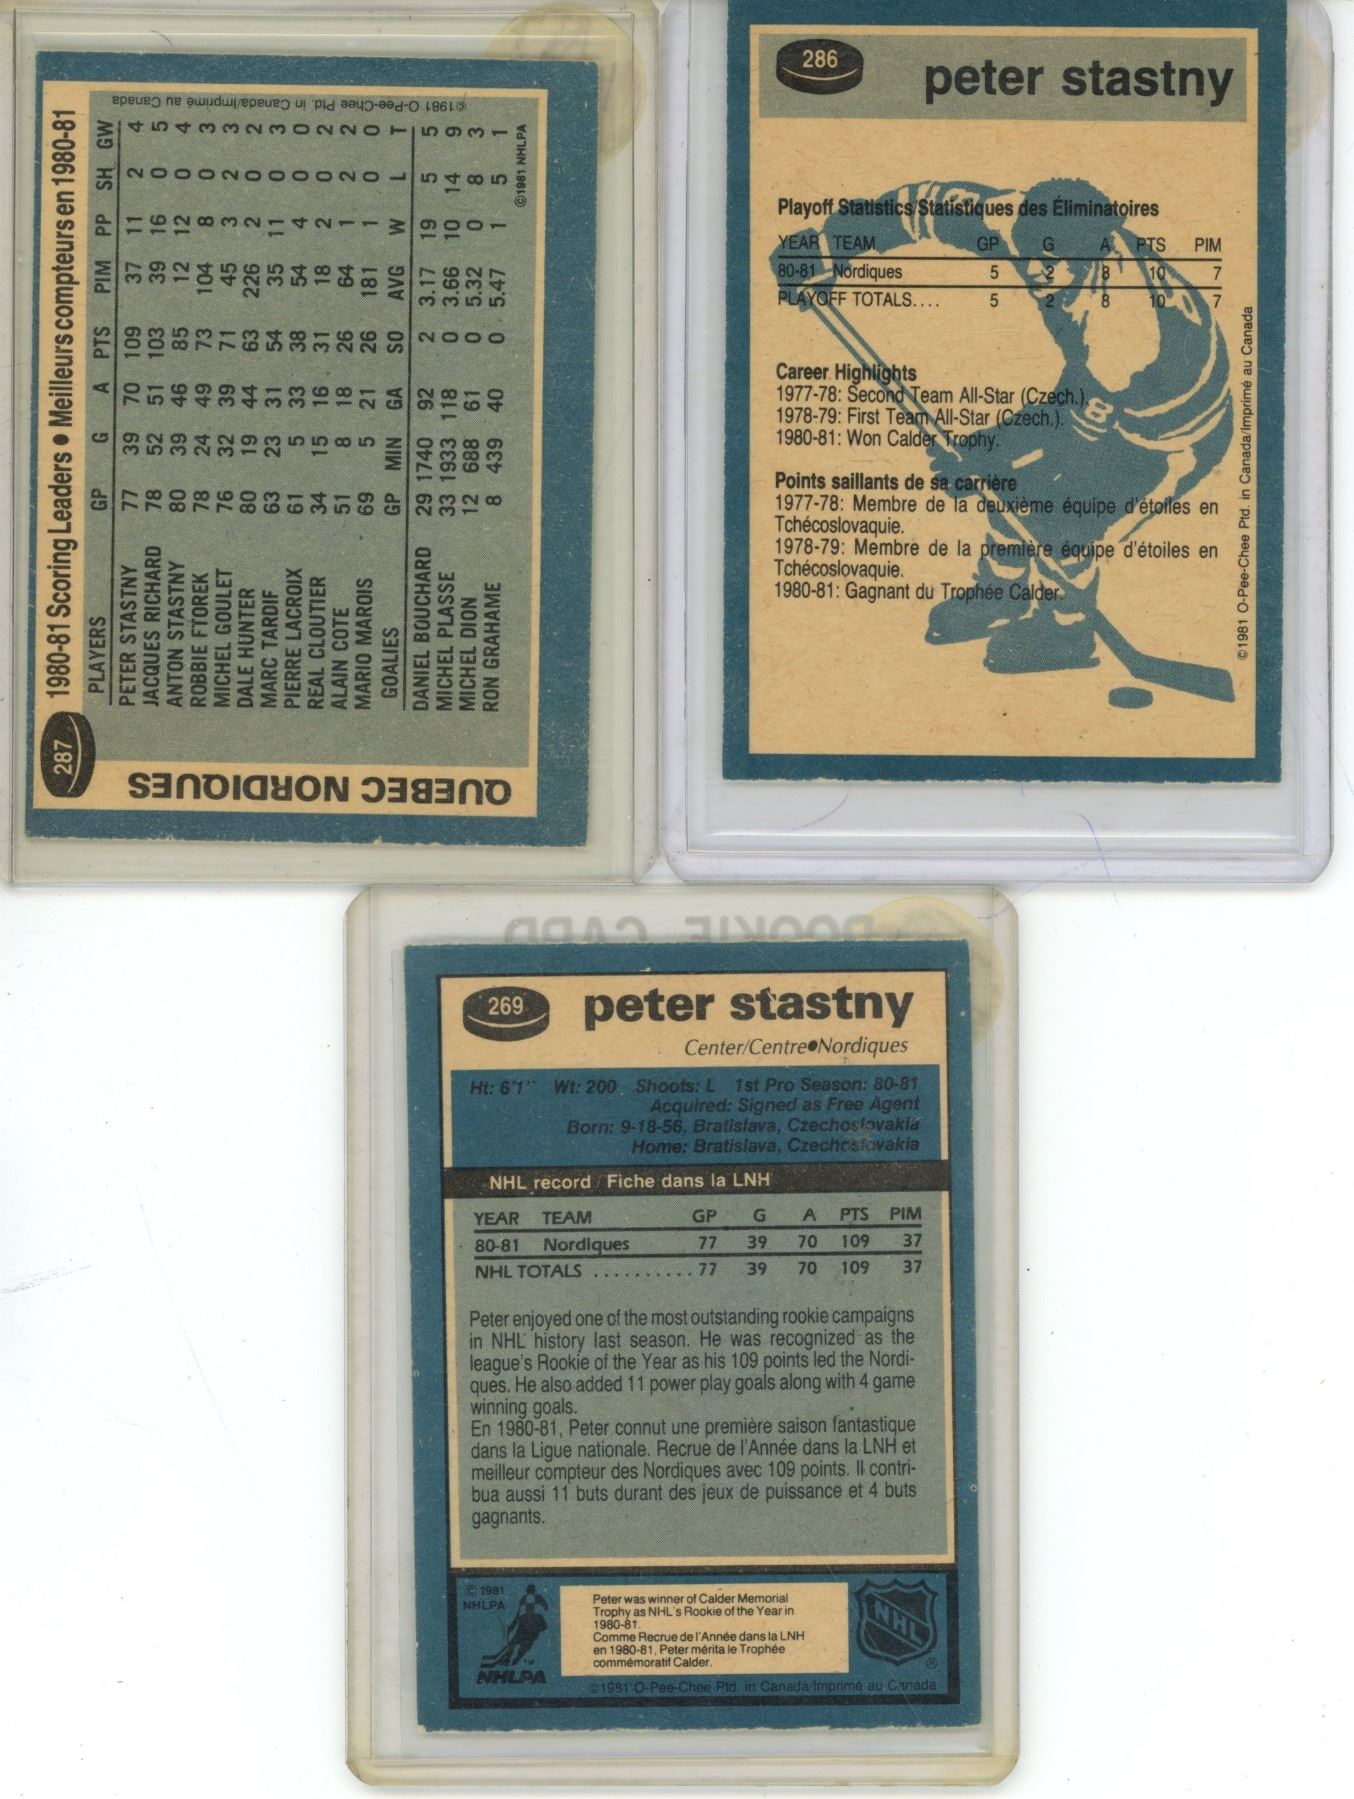 287
1980-81 Scoring Leaders ● Meilleurs compteurs en 1980-81
PLAYERS GP G A PTS PIM PP SH GW
PETER STASTNY 77 39 70 109 37 11 2 4
JACQUES RICHARD 78 52 51 103 39 16 0 5
ANTON STASTNY 80 39 46 85 12 12 0 4
ROBBIE FTOREK 78 24 49 73 104 8 0 3
MICHEL GOULET 76 32 39 71 45 3 2 3
DALE HUNTER 80 19 44 63 226 2 0 2
MARC TARDIF 63 23 31 54 35 11 0 3
PIERRE LACROIX 61 5 33 38 54 4 0 0
REAL CLOUTIER 34 15 16 31 18 2 0 2
ALAIN COTE 51 8 18 26 64 1 2 2
MARIO MAROIS 69 5 21 26 181 1 0 0
GOALIES GP MIN GA SO AVG W L T
DANIEL BOUCHARD 29 1740 92 2 3.17 19 5 5
MICHEL PLASSE 33 1933 118 0 3.66 10 14 9
MICHEL DION 12 688 61 0 5.32 0 8 3
RON GRAHAME 8 439 40 0 5.47 1 5 1
©1981 NHLPA
QUEBEC NORDIQUES
©1981 O-Pee-Chee Ptd. in Canada/Imprimé au Canada
286
peter stastny
Playoff Statistics/Statistiques des Éliminatoires
YEAR TEAM GP G A PTS PIM
80-81 Nordiques 5 2 8 10 7
PLAYOFF TOTALS.... 5 2 8 10 7
Career Highlights
1977-78: Second Team All-Star (Czech.).
1978-79: First Team All-Star (Czech.).
1980-81: Won Calder Trophy.
8
Points saillants de sa carrière
1977-78: Membre de la deuxième équipe d'étoiles en
Tchécoslovaquie.
1978-79: Membre de la première équipe d'étoiles en
Tchécoslovaquie.
1980-81: Gagnant du Trophée Calder.
©1981 O-Pee-Chee Ptd. in Canada/Imprimé au Canada
ROOKIE CARD
269
peter stastny
Center/Centre●Nordiques
Ht: 6'1" Wt: 200 Shoots: L 1st Pro Season: 80-81
Acquired: Signed as Free Agent
Born: 9-18-56, Bratislava, Czechoslovakia
Home: Bratislava, Czechoslovakia
NHL record / Fiche dans la LNH
YEAR TEAM GP G A PTS PIM
80-81 Nordiques 77 39 70 109 37
NHL TOTALS .......... 77 39 70 109 37
Peter enjoyed one of the most outstanding rookie campaigns
in NHL history last season. He was recognized as the
league's Rookie of the Year as his 109 points led the Nordi-
ques. He also added 11 power play goals along with 4 game
winning goals.
En 1980-81, Peter connut une première saison fantastique
dans la Ligue nationale. Recrue de l'Année dans la LNH et
meilleur compteur des Nordiques avec 109 points. Il contri-
bua aussi 11 buts durant des jeux de puissance et 4 buts
gagnants.
© 1981
NHLPA
NHLPA
Peter was winner of Calder Memorial
Trophy as NHL's Rookie of the Year in
1980-81.
Comme Recrue de l'Année dans la LNH
en 1980-81, Peter mérita le Trophée
commémoratif Calder.
NHL
®
©1981 O-Pee-Chee Ptd. in Canada/Imprimé au Canada